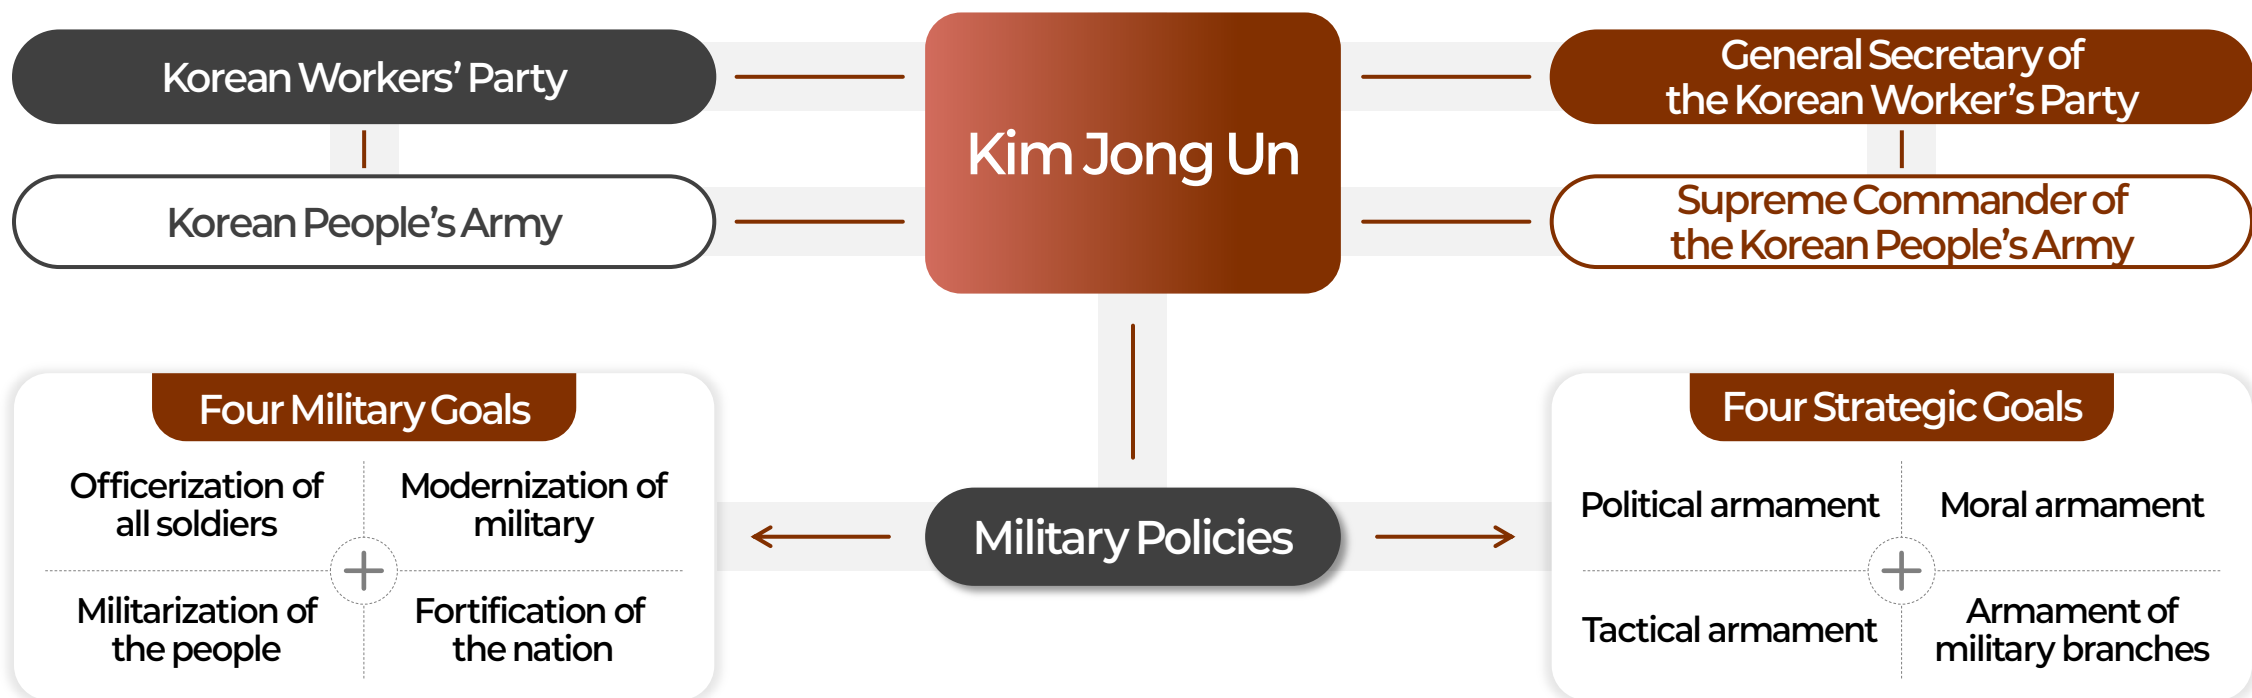 Korean Workers' Party
Kim Jong Un
General Secretary of
the Korean Worker's Party
Korean People's Army
Supreme Commander of
the Korean People's Army
Four Military Goals
Officerization of
all soldiers
Modernization of
military
Militarization of
the people
Fortification of
the nation
Military Policies
Four Strategic Goals
Political armament
Moral armament
Tactical armament
Armament of
military branches